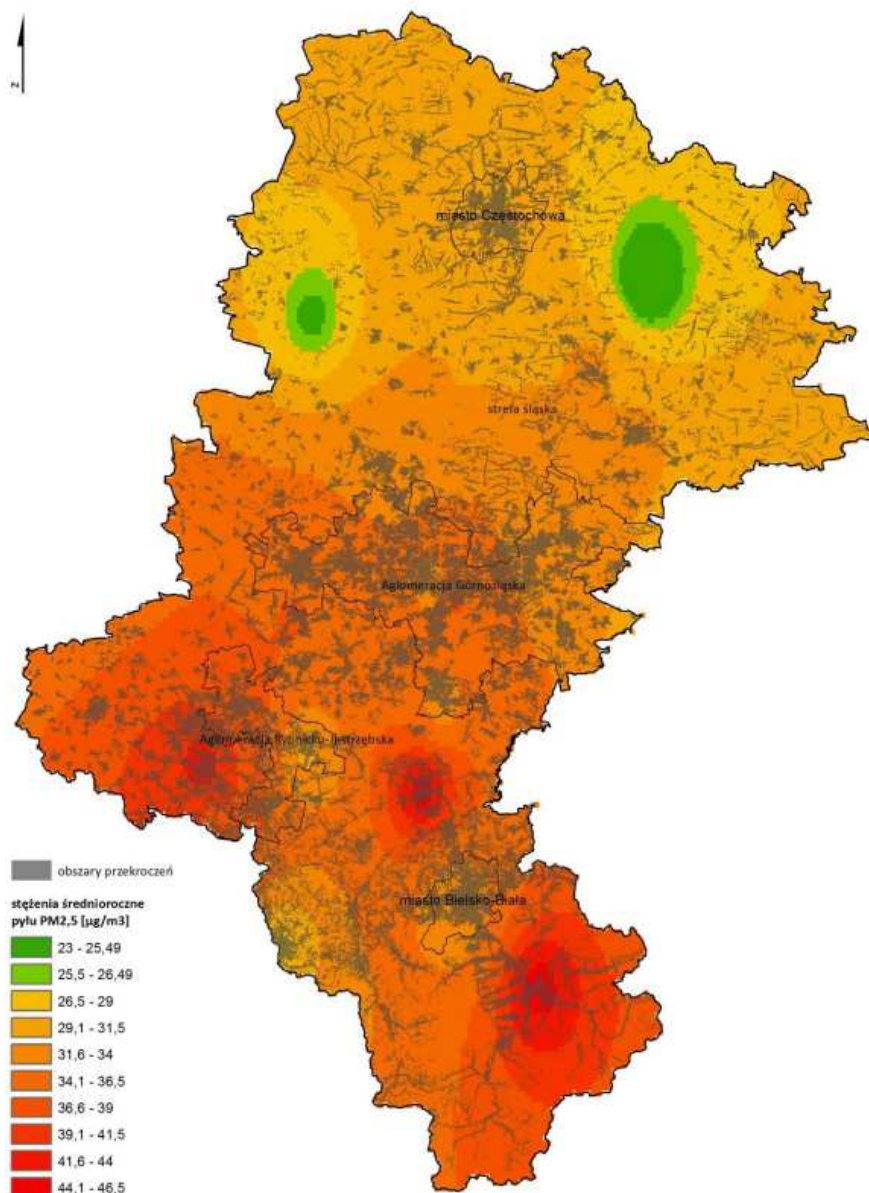 z
miasto Częstochowa
strefa śląska
Aglomeracja Górnośląska
Aglomeracja Rybnicko-Jastrzębska
obszary przekroczeń
stężenia średnioroczne
pyłu PM2,5 [µg/m3]
miasto Bielsko-Biała
23 - 25,49
25,5 - 26,49
26,5 - 29
29,1 - 31,5
31,6 - 34
34,1 - 36,5
36,6 - 39
39,1 - 41,5
41,6 - 44
44,1 - 46,5